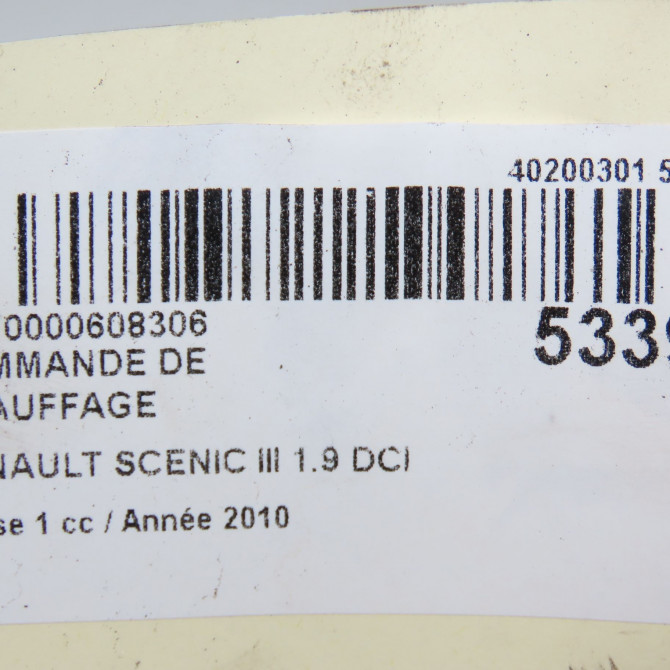 40200301 5
0000608306
533
MMANDE DE
AUFFAGE
NAULT SCENIC III 1.9 DCI
se 1 cc / Année 2010